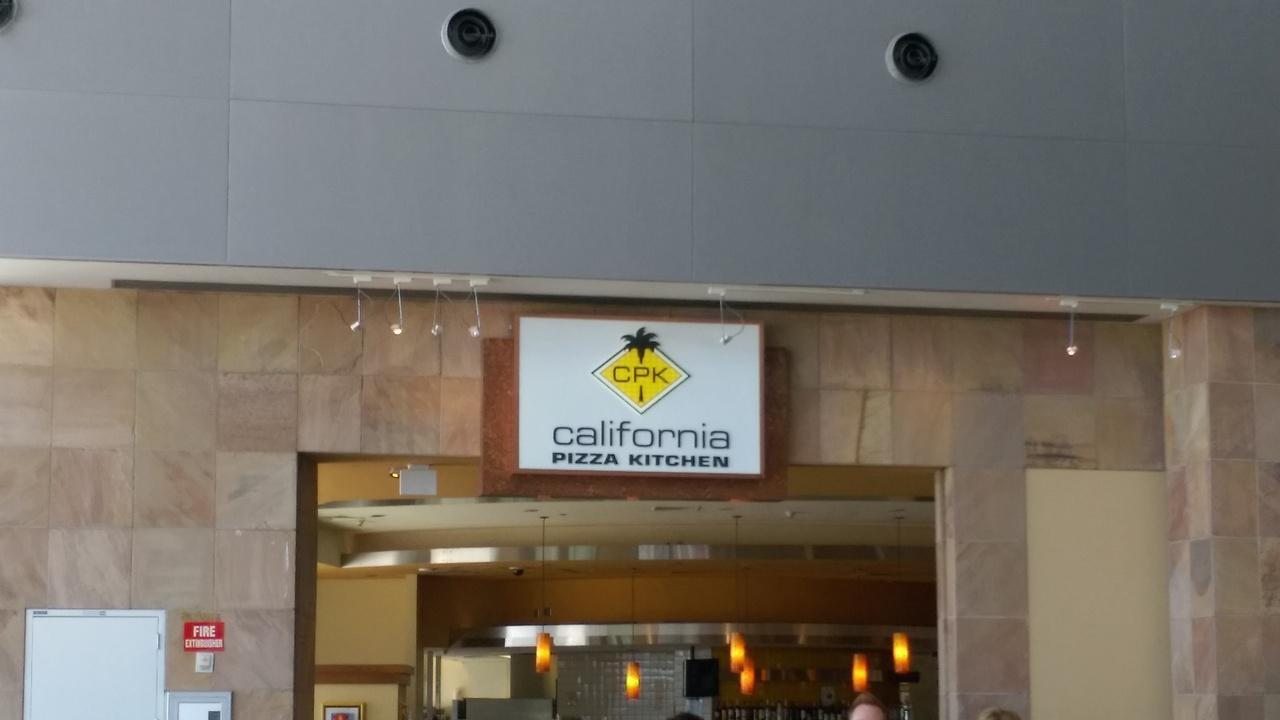 CPK
california
PIZZA KITCHEN
FIRE
EXTINGUISHER